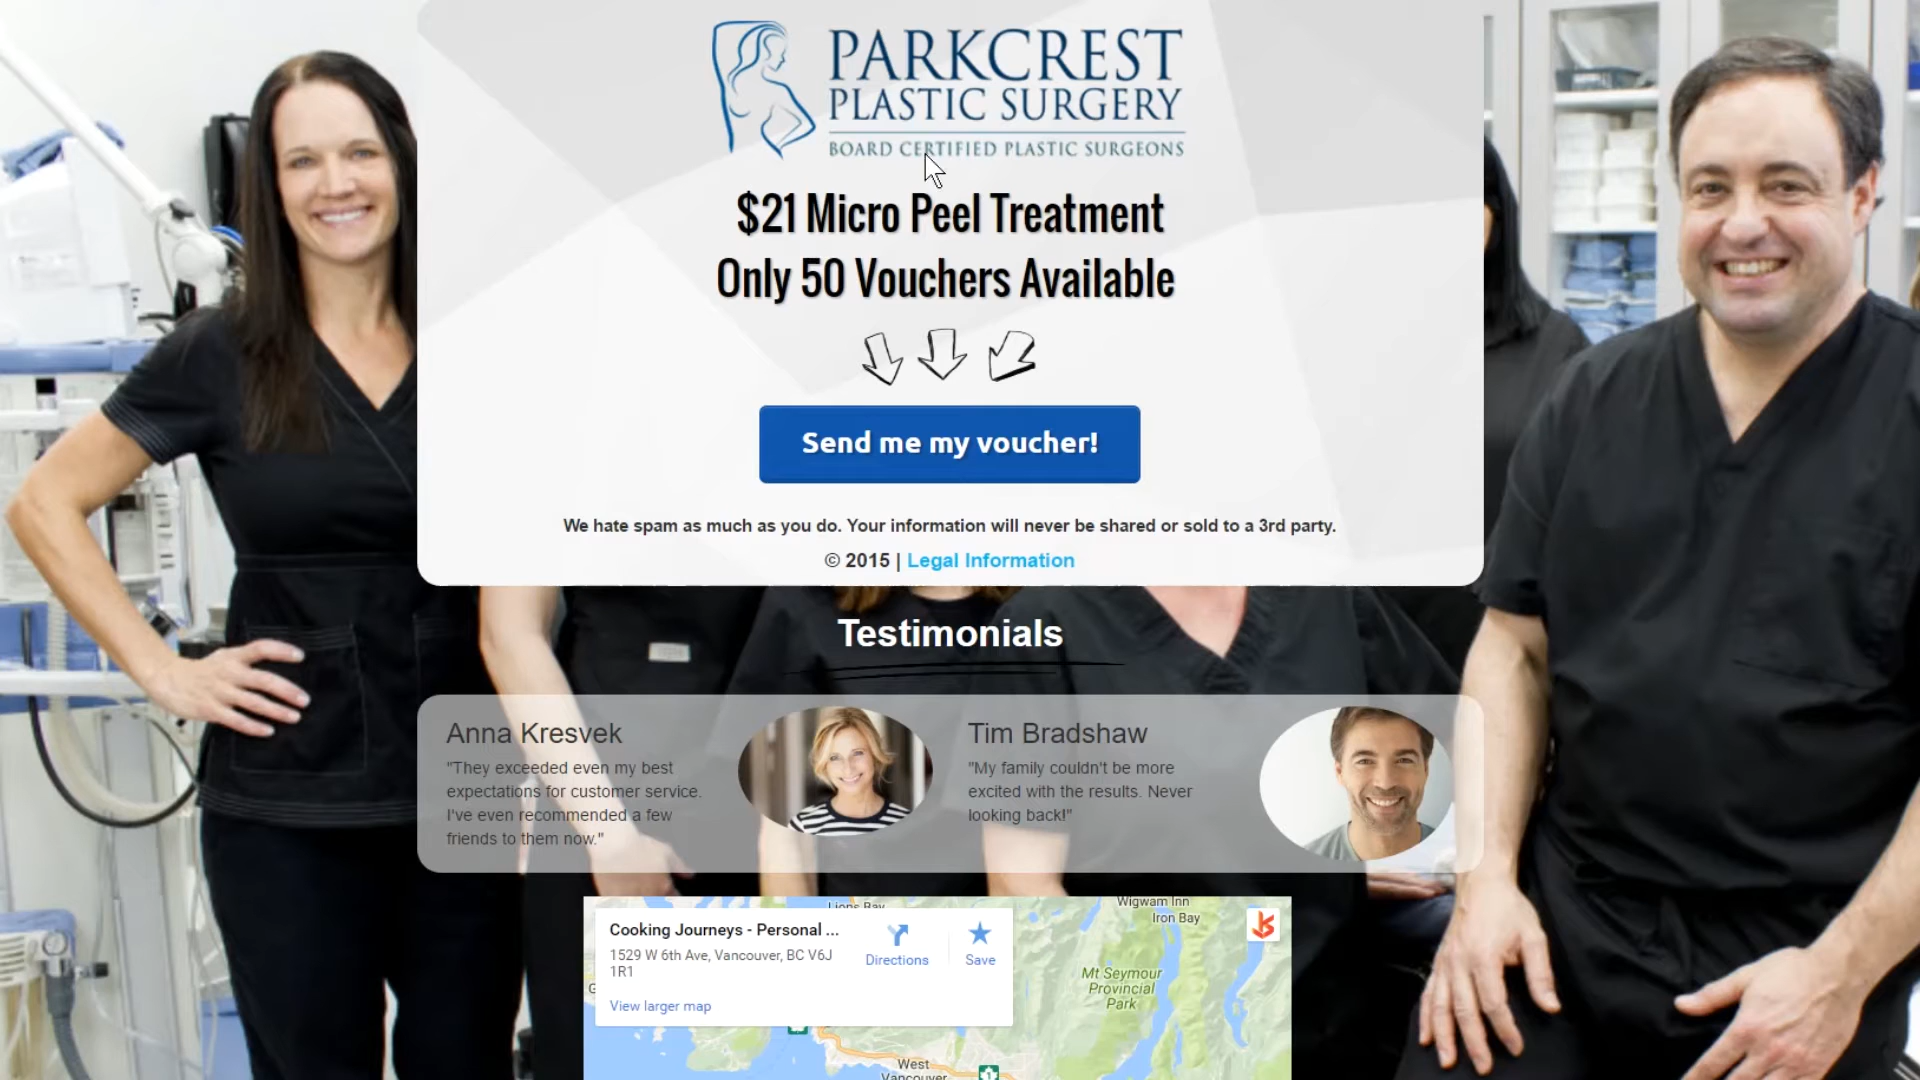 PARKCREST
PLASTIC SURGERY
BOARD CERTIFIED PLASTIC SURGEONS
$21 Micro Peel Treatment
Only 50 Vouchers Available
Send me my voucher!
We hate spam as much as you do. Your information will never be shared or sold to a 3rd party.
© 2015 | Legal Information
Testimonials
Anna Kresvek
"They exceeded even my best
expectations for customer service.
I've even recommended a few
friends to them now."
Tim Bradshaw
"My family couldn't be more
excited with the results. Never
looking back!"
Lions Bay
Wigwam Inn
Iron Bay
Cooking Journeys - Personal ...
1529 W 6th Ave, Vancouver, BC V6J
1R1
Directions
Save
View larger map
Mt Seymour
Provincial
Park
West
Vancouver
1